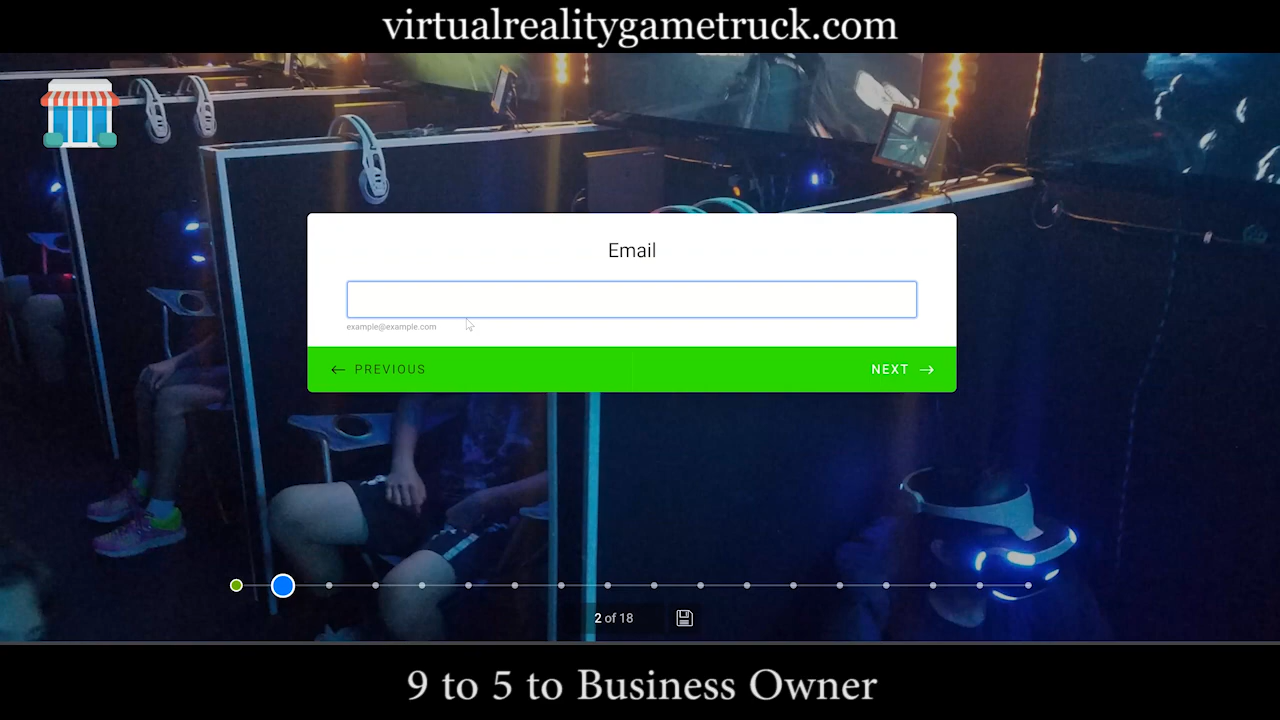 virtualrealitygametruck.com
Email
example@example.com
← PREVIOUS
NEXT →
2 of 18
9 to 5 to Business Owner